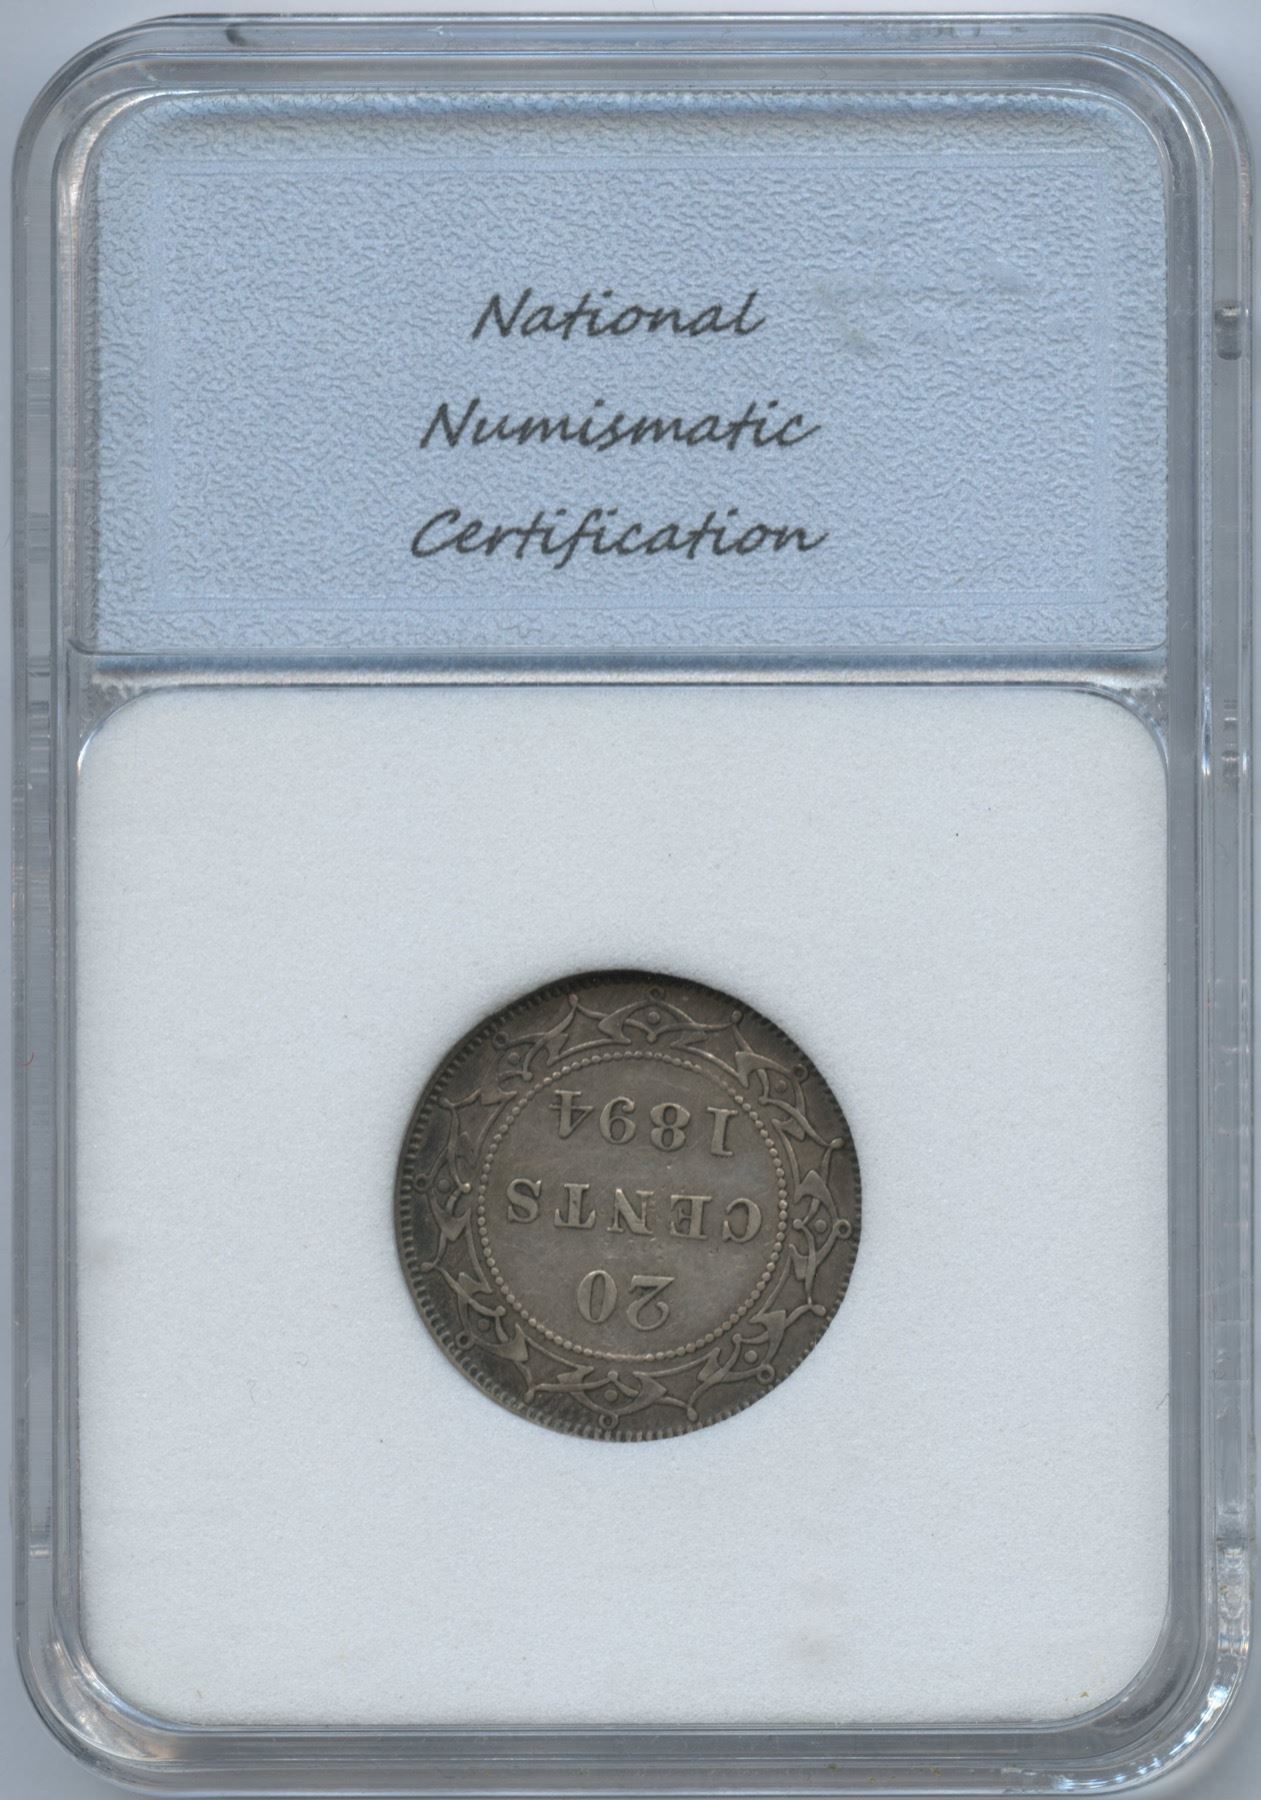 National
Numismatic
Certification
20
CENTS
1894